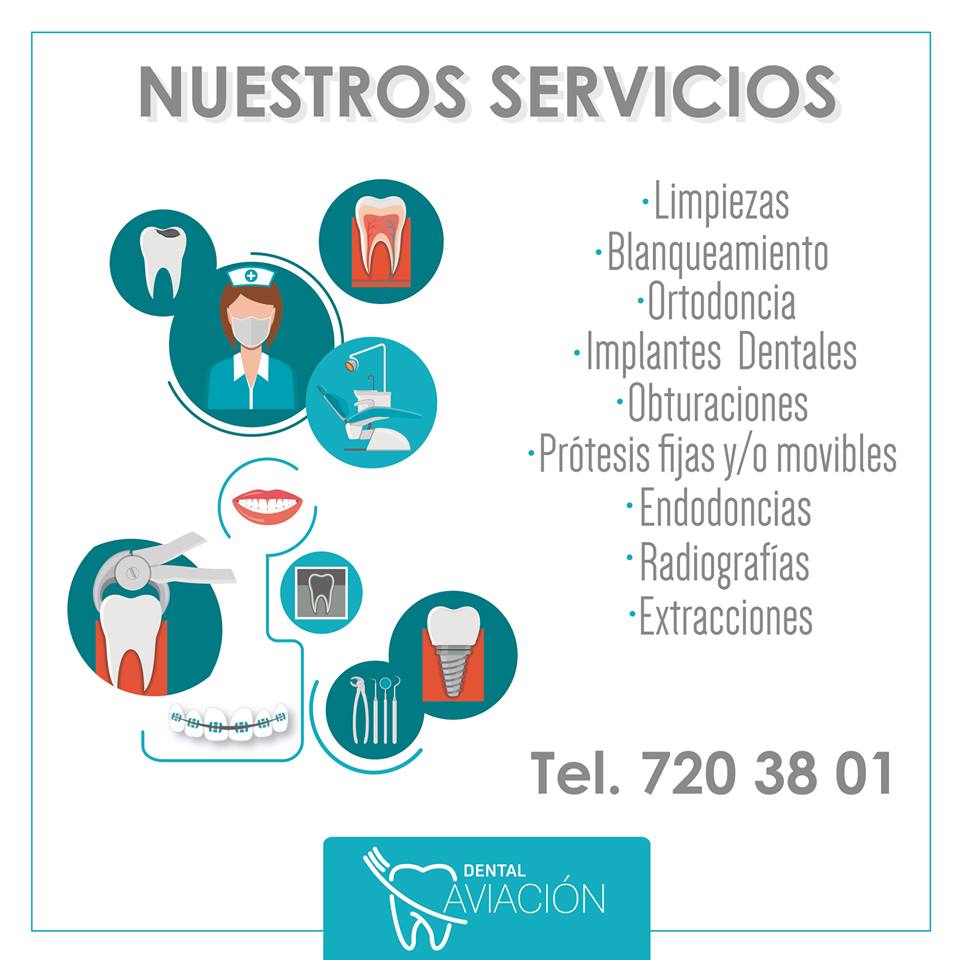 NUESTROS SERVICIOS
·Limpiezas
·Blanqueamiento
·Ortodoncia
·Implantes Dentales
·Obturaciones
·Prótesis fijas y/o movibles
·Endodoncias
·Radiografías
·Extracciones
Tel. 720 38 01
DENTAL
AVIACIÓN